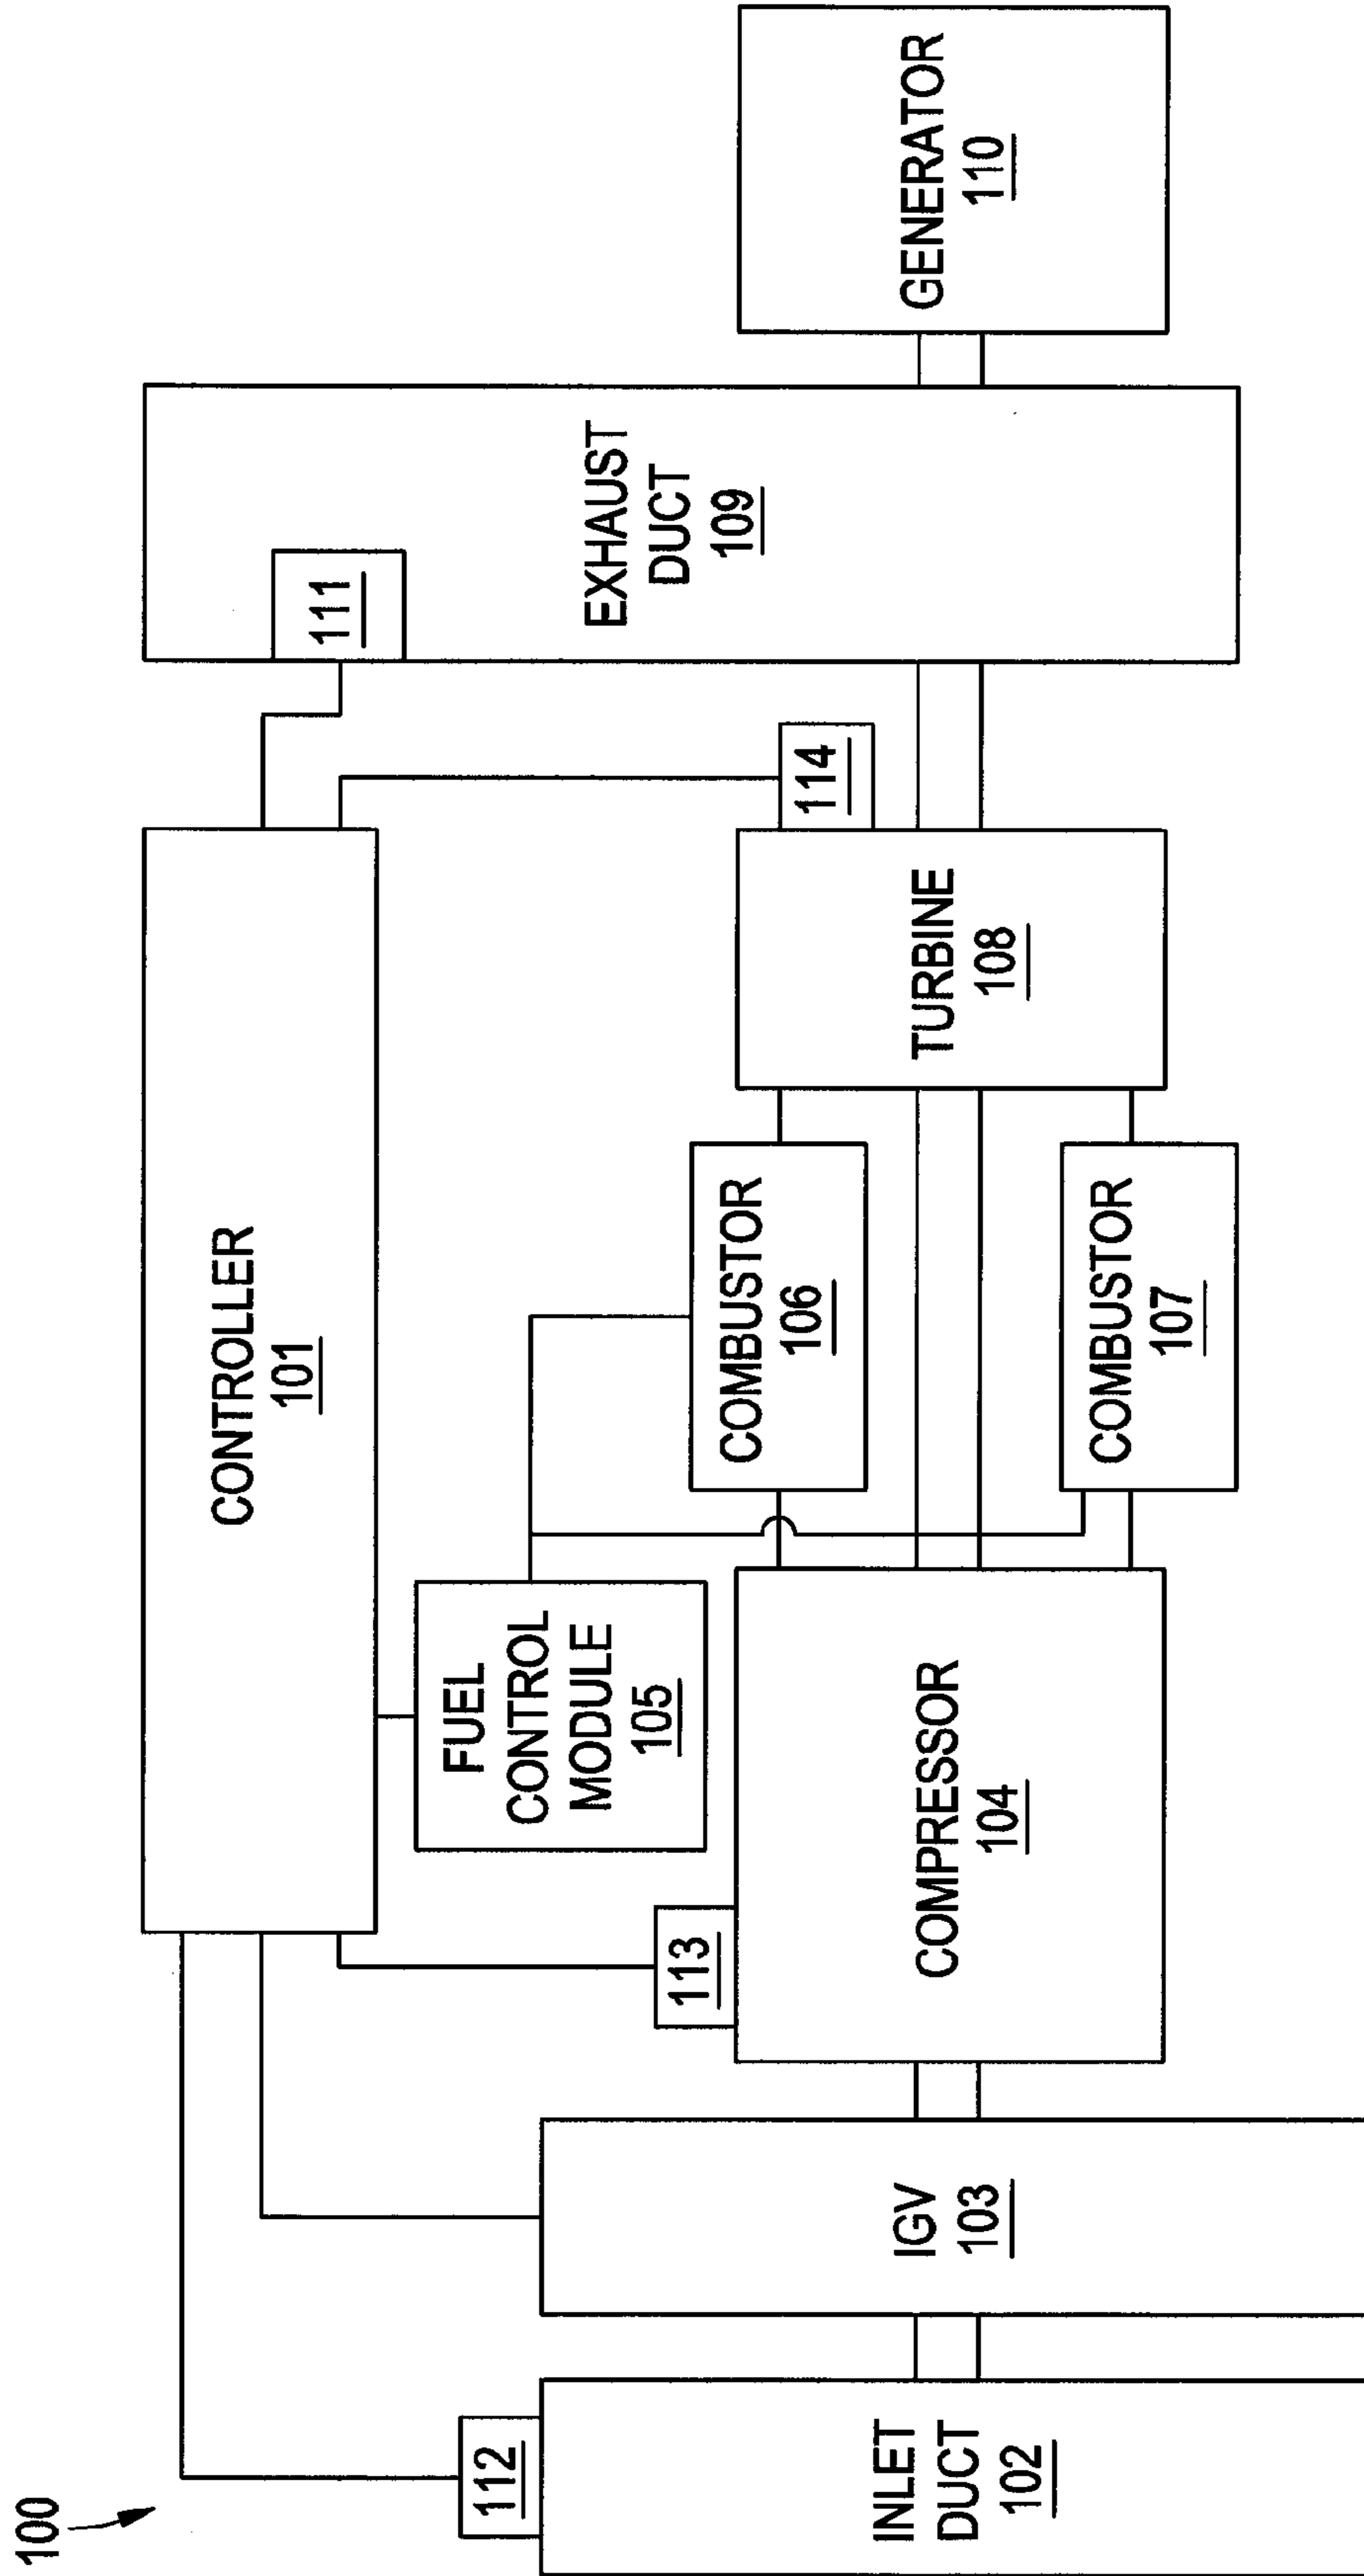 100
CONTROLLER
101
111
EXHAUST
DUCT
109
114
FUEL
CONTROL
MODULE
105
112
113
COMBUSTOR
106
INLET
DUCT
102
IGV
103
COMPRESSOR
104
TURBINE
108
GENERATOR
110
COMBUSTOR
107